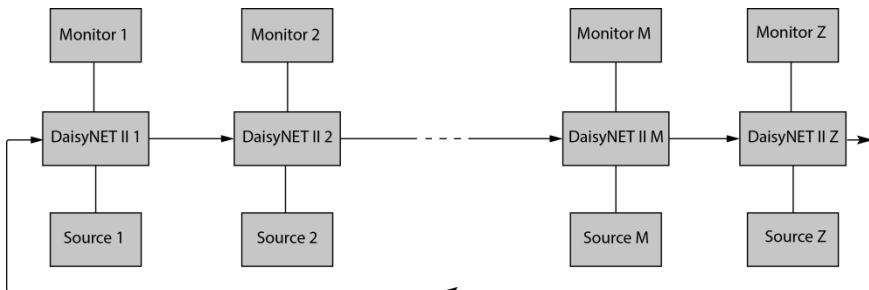 Monitor 1
Monitor 2
Monitor M
Monitor Z
DaisyNET II 1
DaisyNET II 2
DaisyNET II M
DaisyNET II Z
Source 1
Source 2
Source M
Source Z